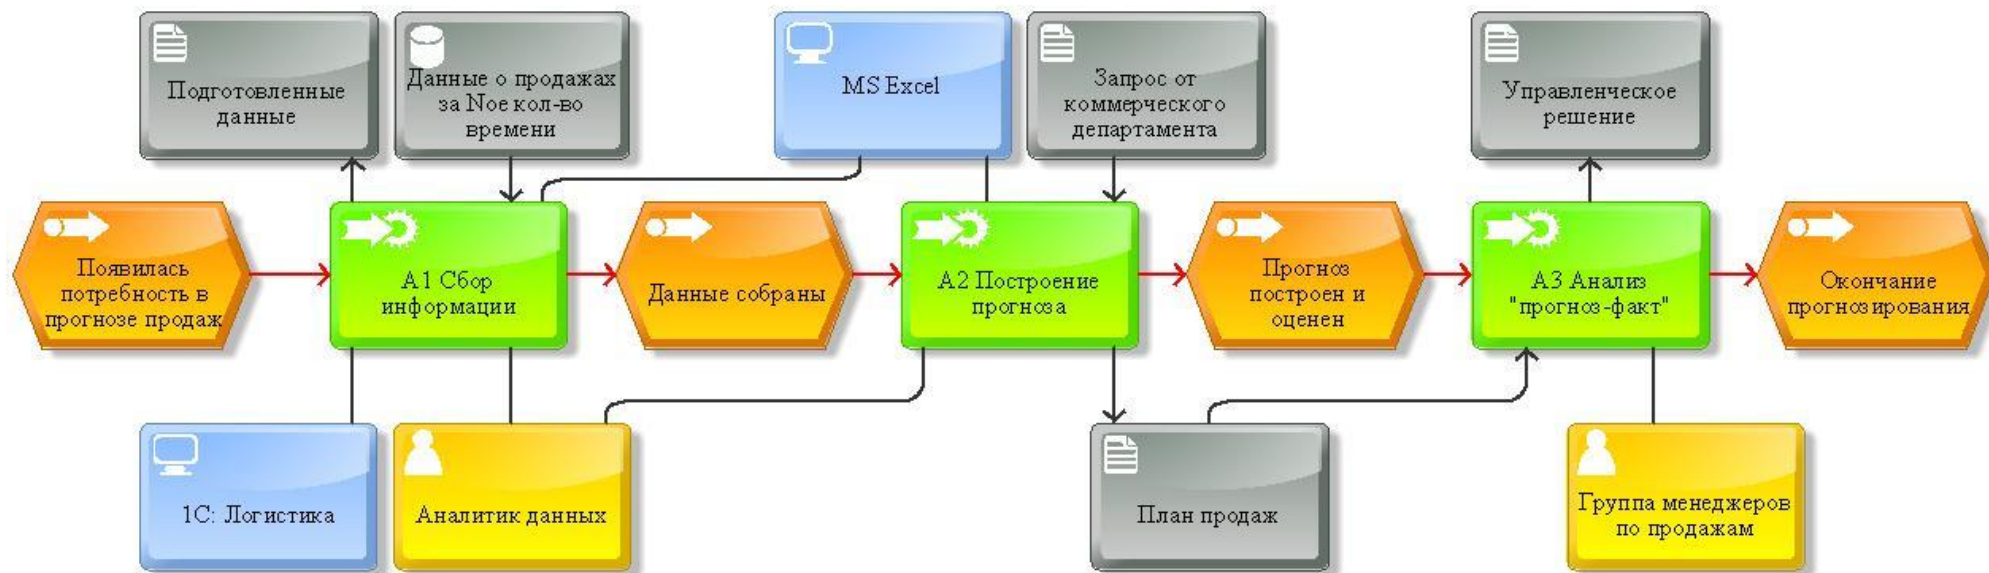 Подготовленные
данные
Данные о продажах
за Nое кол-во
времени
MS Excel
Запрос от
коммерческого
департамента
Управленческое
решение
Появилась
потребность в
прогнозе продаж
А1 Сбор
информации
Данные собраны
А2 Построение
прогноза
Прогноз
построен и
оценен
А3 Анализ
"прогноз-факт"
Окончание
прогнозирования
1С: Логистика
Аналитик данных
План продаж
Группа менеджеров
по продажам